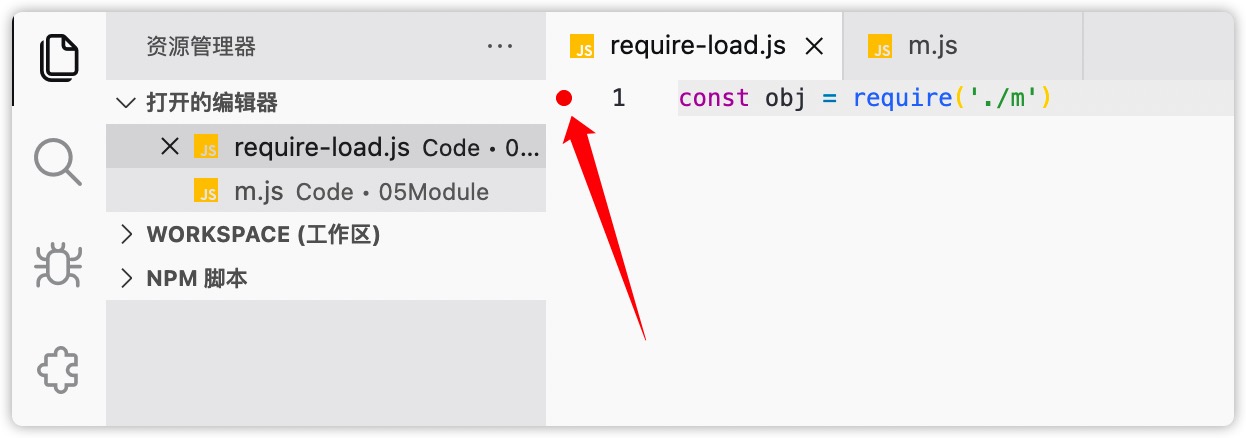 资源管理器 ...
打开的编辑器
JS require-load.js Code • 0...
JS m.js Code • 05Module
WORKSPACE (工作区)
NPM 脚本
JS require-load.js
JS m.js
1 const obj = require('./m')